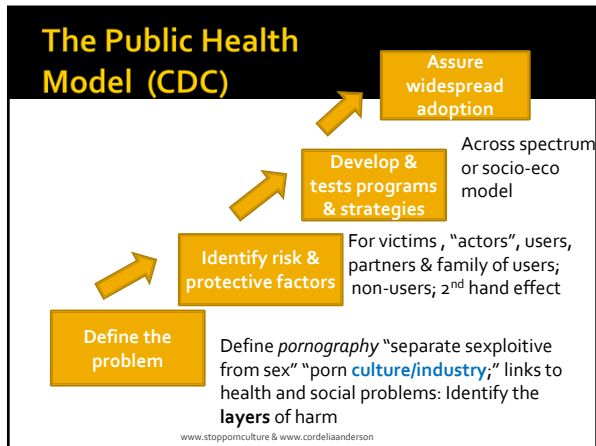 The Public Health
Model  (CDC)
Assure
widespread
adoption
Across spectrum
or socio-eco
model
Develop &
tests programs
& strategies
For victims , “actors”, users,
partners & family of users;
non-users; 2nd hand effect
Identify risk &
protective factors
Define the
problem
Define pornography “separate sexploitive
from sex” “porn culture/industry;” links to
health and social problems: Identify the
layers of harm
www.stoppornculture & www.cordeliaanderson